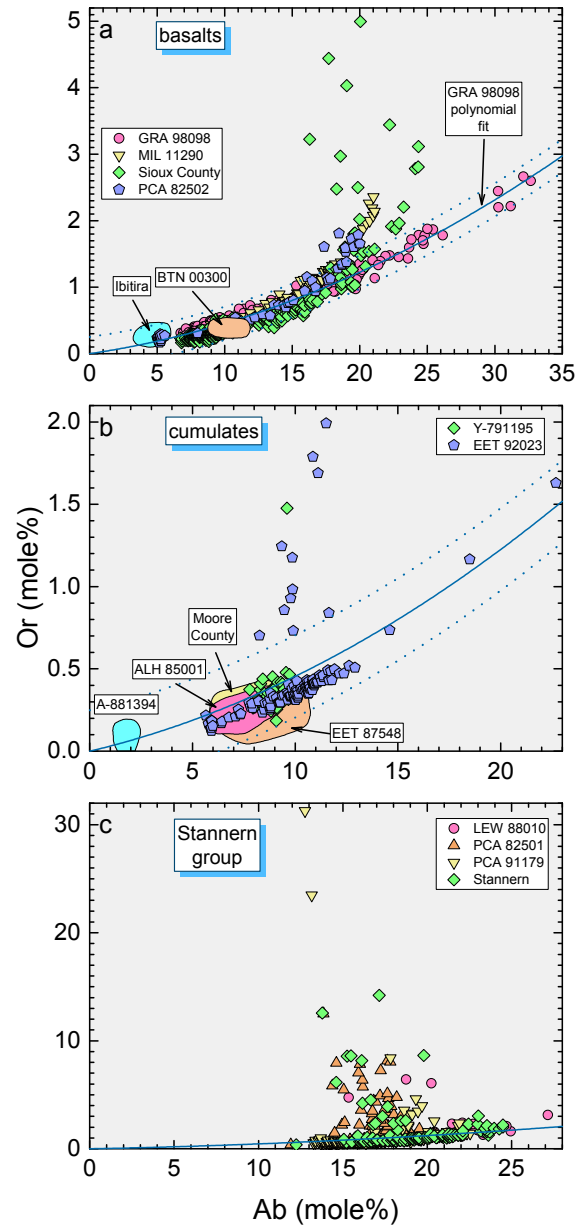 a
basalts
5
4
3
2
1
0
GRA 98098
MIL 11290
Sioux County
PCA 82502
GRA 98098
polynomial
fit
Ibitira
BTN 00300
0 5 10 15 20 25 30 35
b
cumulates
2.0
1.5
1.0
0.5
0.0
Y-791195
EET 92023
Moore
County
ALH 85001
A-881394
EET 87548
0 5 10 15 20
Or (mole%)
c
Stannern
group
30
20
10
0
LEW 88010
PCA 82501
PCA 91179
Stannern
0 5 10 15 20 25
Ab (mole%)